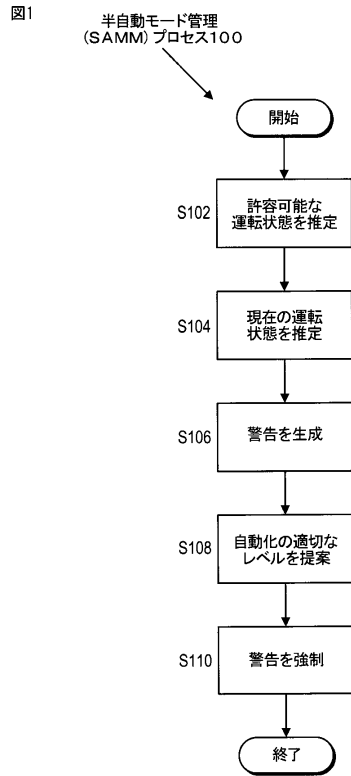 図1
半自動モード管理
(SAMM)プロセス100
開始
S102
許容可能な
運転状態を推定
S104
現在の運転
状態を推定
S106
警告を生成
S108
自動化の適切な
レベルを提案
S110
警告を強制
終了